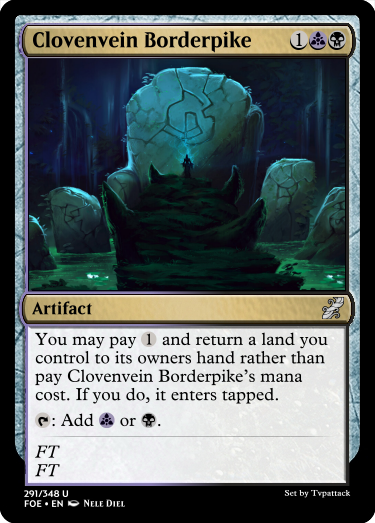 Clovenvein Borderpike 1
Artifact
You may pay 1 and return a land you
control to its owners hand rather than
pay Clovenvein Borderpike's mana
cost. If you do, it enters tapped.
: Add or .
FT
FT
291/348 U
FOE • EN NELE DIEL
Set by Tvpattack